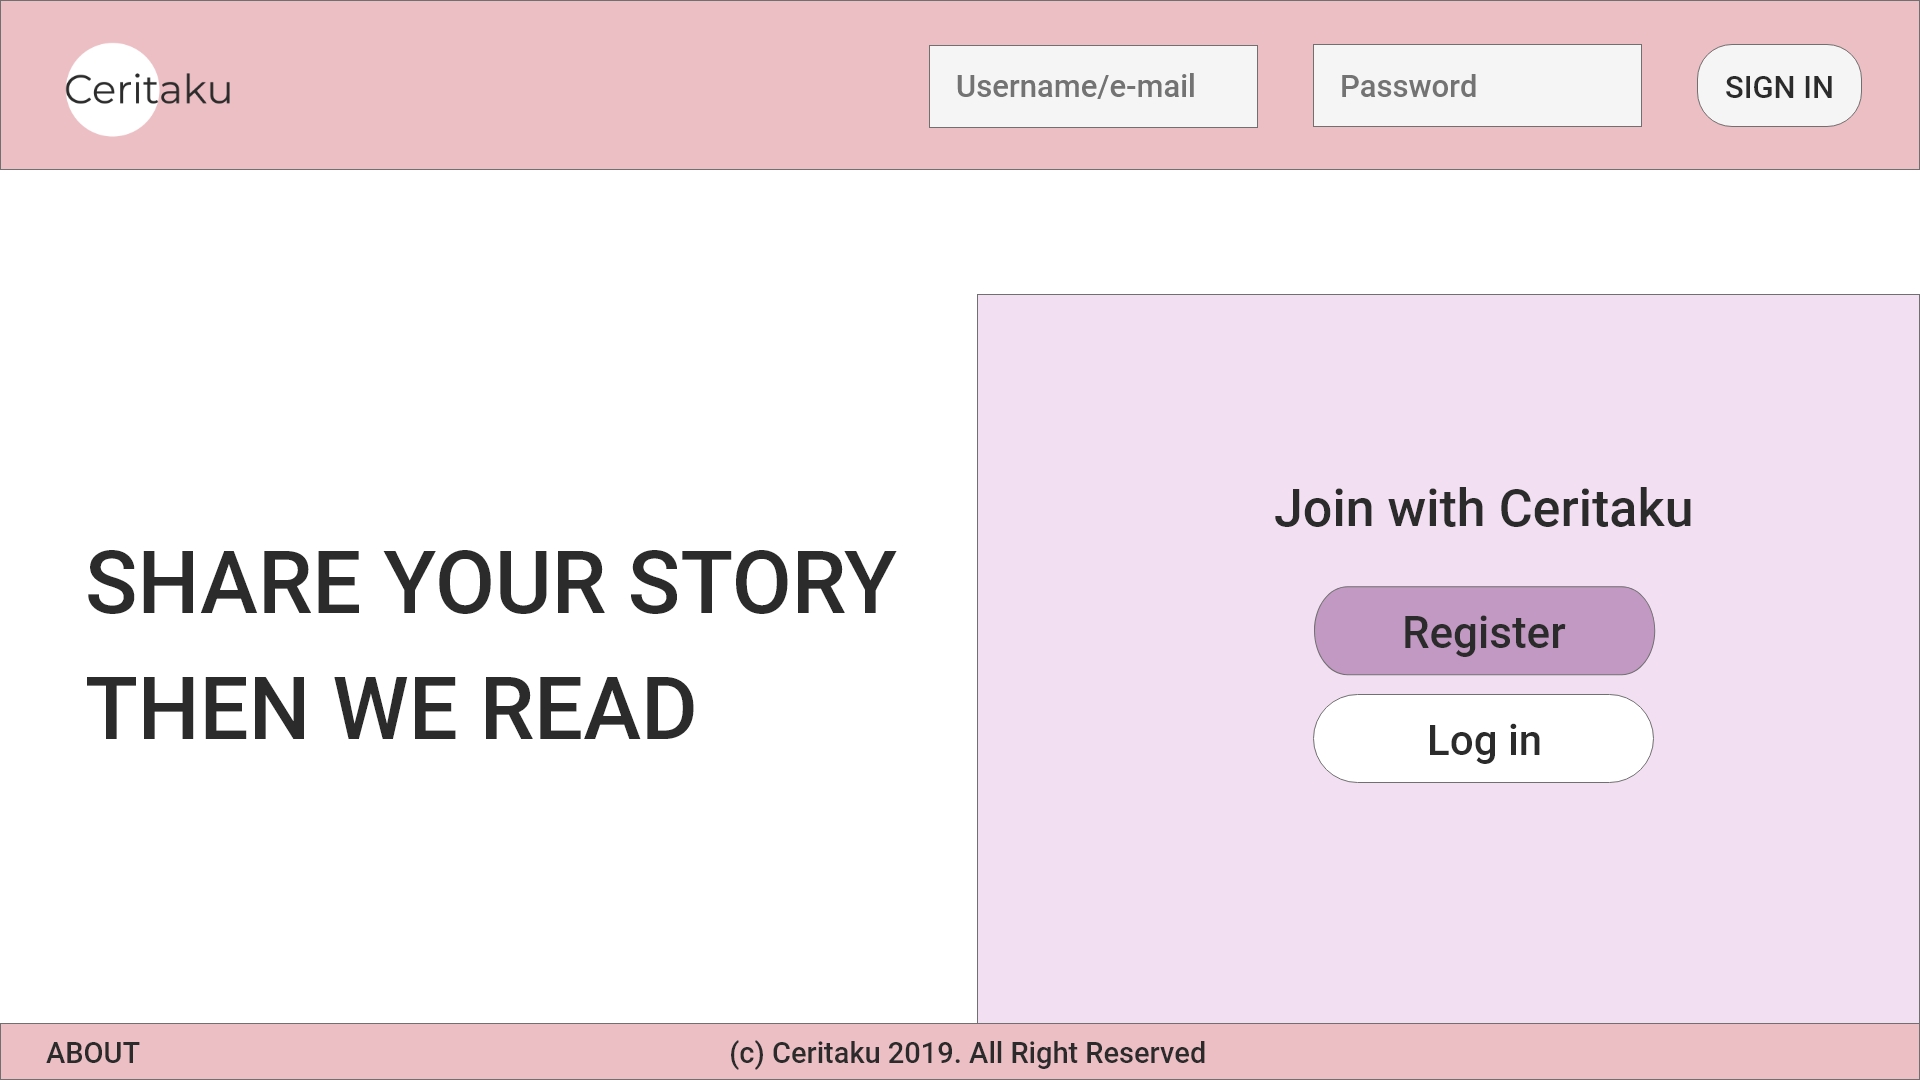 Ceritaku
Username/e-mail
Password
SIGN IN
SHARE YOUR STORY
THEN WE READ
Join with Ceritaku
Register
Log in
ABOUT
(c) Ceritaku 2019. All Right Reserved